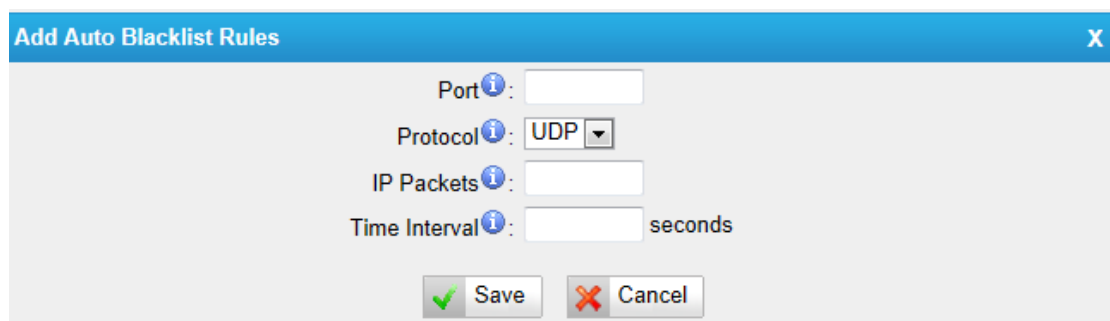 Add Auto Blacklist Rules X
Port i :
Protocol i : UDP
IP Packets i :
Time Interval i : seconds
Save Cancel